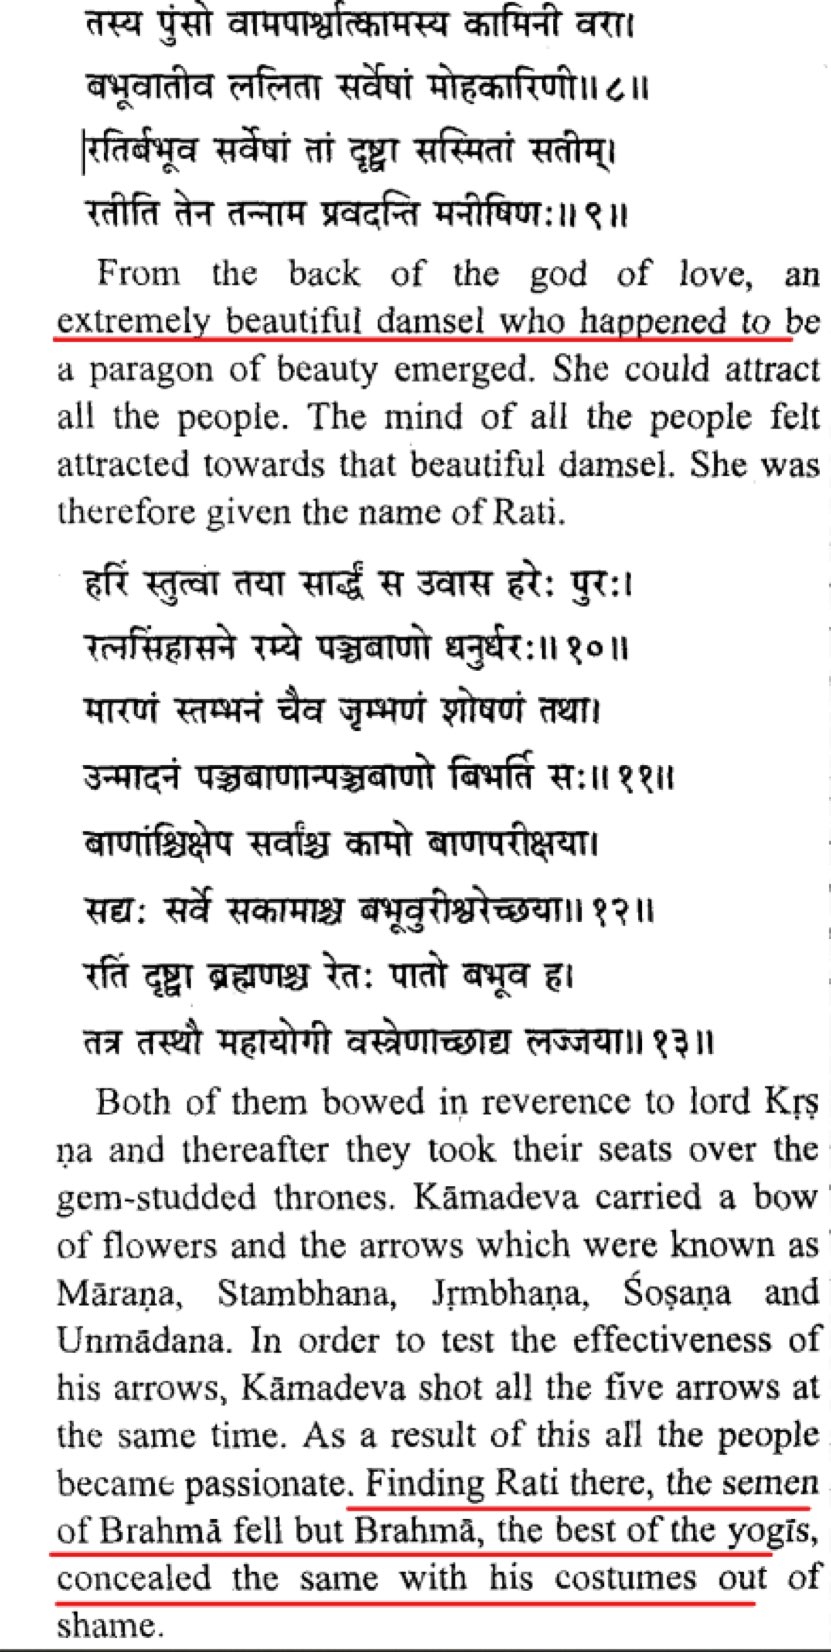 तस्य पुंसो वामपार्श्वात्कामस्य कामिनी वरा।
बभूवातीव ललिता सर्वेषां मोहकारिणी॥८॥
रतिर्बभूव सर्वेषां तां दृष्ट्वा सस्मितां सतीम्।
रतीति तेन तन्नाम प्रवदन्ति मनीषिणः॥९॥
From the back of the god of love, an
extremely beautiful damsel who happened to be
a paragon of beauty emerged. She could attract
all the people. The mind of all the people felt
attracted towards that beautiful damsel. She was
therefore given the name of Rati.
हरिं स्तुत्वा तया सार्द्धं स उवास हरेः पुरः।
रत्नसिंहासने रम्ये पञ्चबाणो धनुर्धरः॥१०॥
मारणं स्तम्भनं चैव जृम्भणं शोषणं तथा।
उन्मादनं पञ्चबाणान्पञ्चबाणो बिभर्ति सः॥११॥
बाणांश्चिक्षेप सर्वांश्च कामो बाणपरीक्षया।
सद्यः सर्वे सकामाश्च बभूवुरीश्वरेच्छया॥१२॥
रतिं दृष्ट्वा ब्रह्मणश्च रेतः पातो बभूव ह।
तत्र तस्थौ महायोगी वस्त्रेणाच्छाद्य लज्जया॥१३॥
Both of them bowed in reverence to lord Kṛṣ
ṇa and thereafter they took their seats over the
gem-studded thrones. Kāmadeva carried a bow
of flowers and the arrows which were known as
Māraṇa, Stambhana, Jṛmbhaṇa, Śoṣaṇa and
Unmādana. In order to test the effectiveness of
his arrows, Kāmadeva shot all the five arrows at
the same time. As a result of this all the people
became passionate. Finding Rati there, the semen
of Brahmā fell but Brahmā, the best of the yogīs,
concealed the same with his costumes out of
shame.